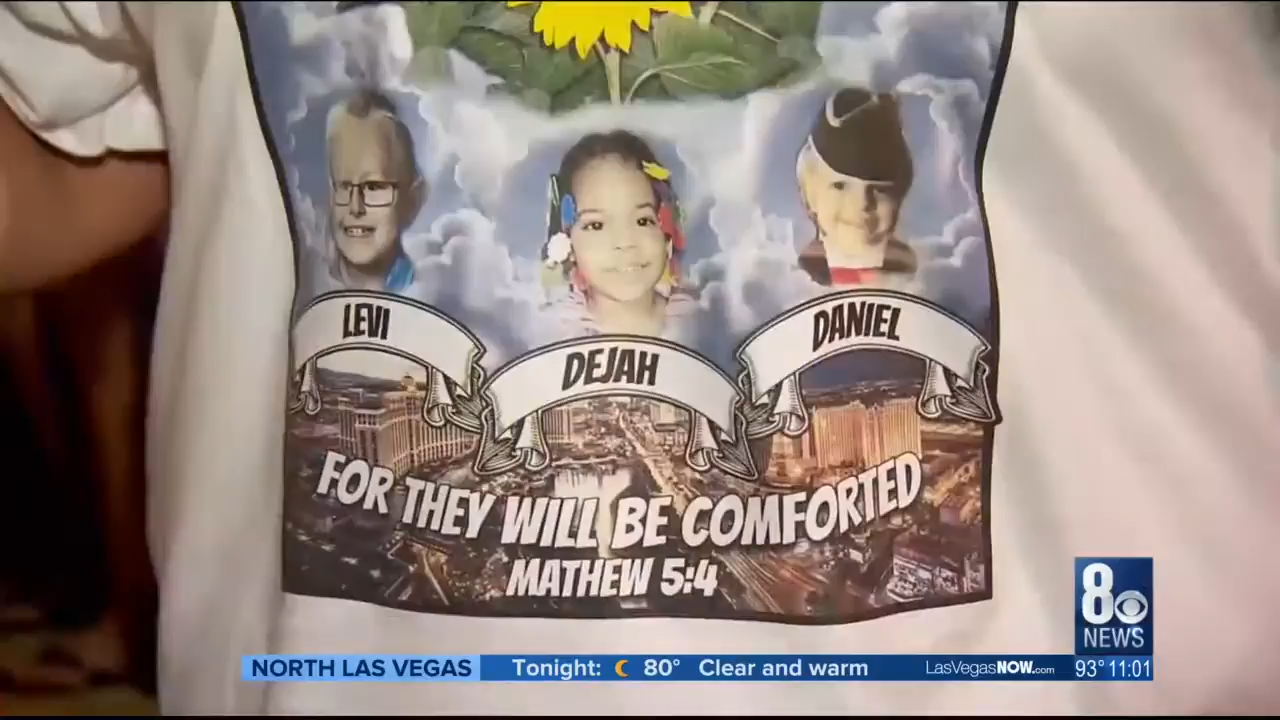 LEVI
DEJAH
DANIEL
FOR THEY WILL BE COMFORTED
MATHEW 5:4
8
NEWS
NORTH LAS VEGAS Tonight: 80° Clear and warm LasVegasNOW.com 93° 11:01